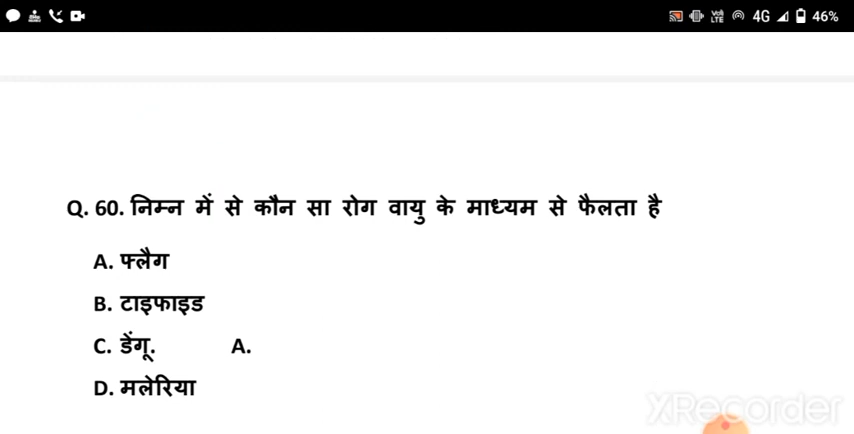 4G 46%
Q. 60. निम्न में से कौन सा रोग वायु के माध्यम से फैलता है
A. फ्लैग
B. टाइफाइड
C. डेंगू. A.
D. मलेरिया
XRecorder